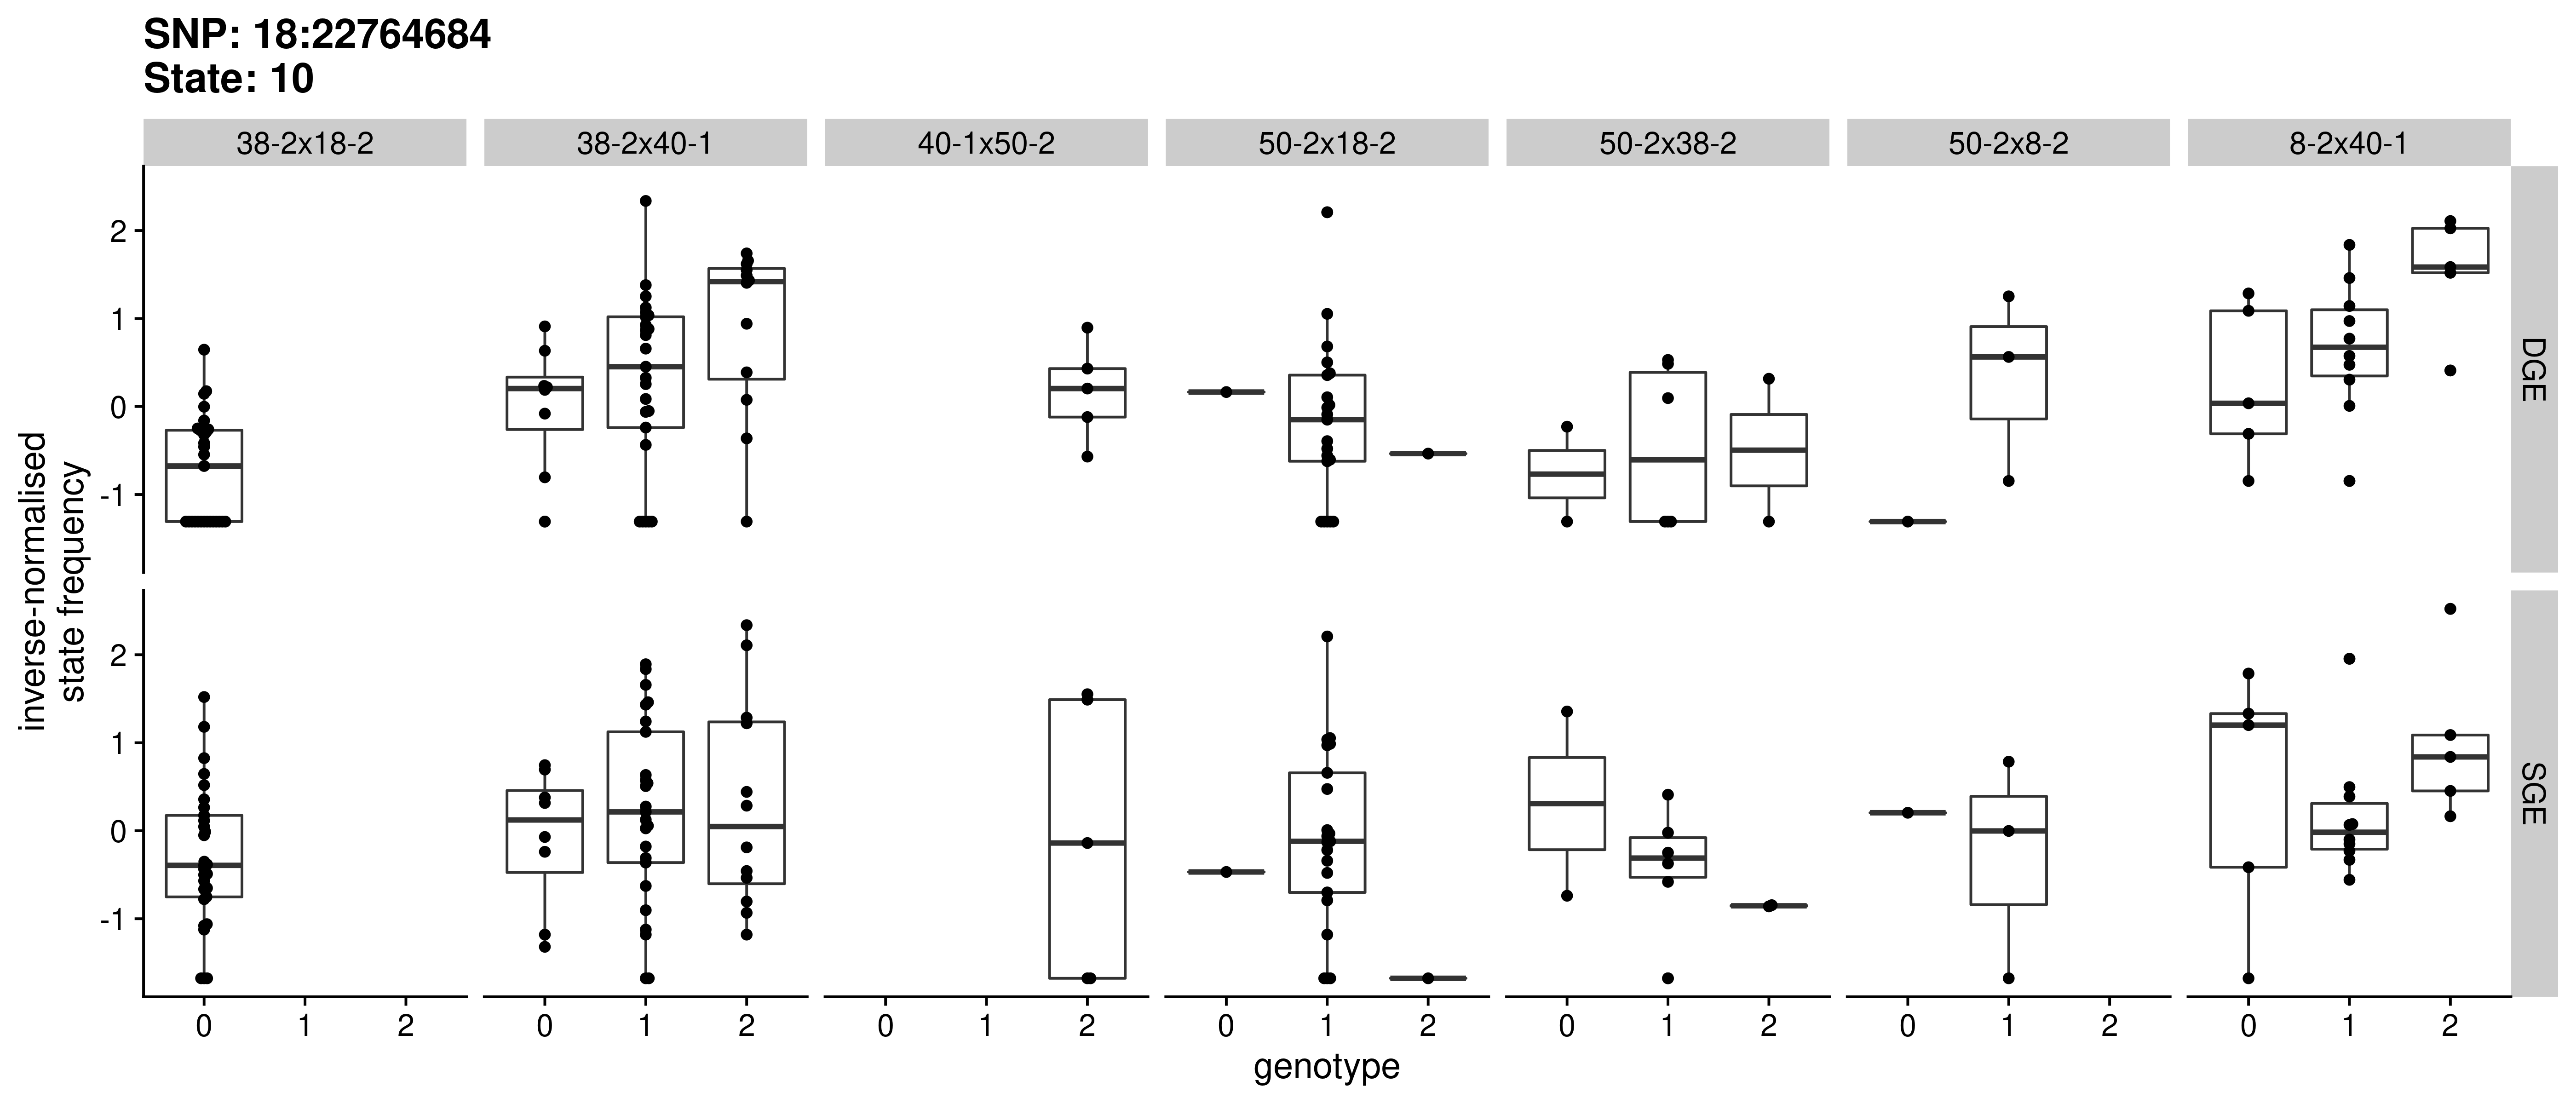 SNP: 18:22764684
State: 10
38-2x18-2 38-2x40-1 40-1x50-2 50-2x18-2 50-2x38-2 50-2x8-2 8-2x40-1
inverse-normalised
state frequency
2
1
0
-1
DGE
2
1
0
-1
SGE
0 1 2 0 1 2 0 1 2 0 1 2 0 1 2 0 1 2 0 1 2
genotype